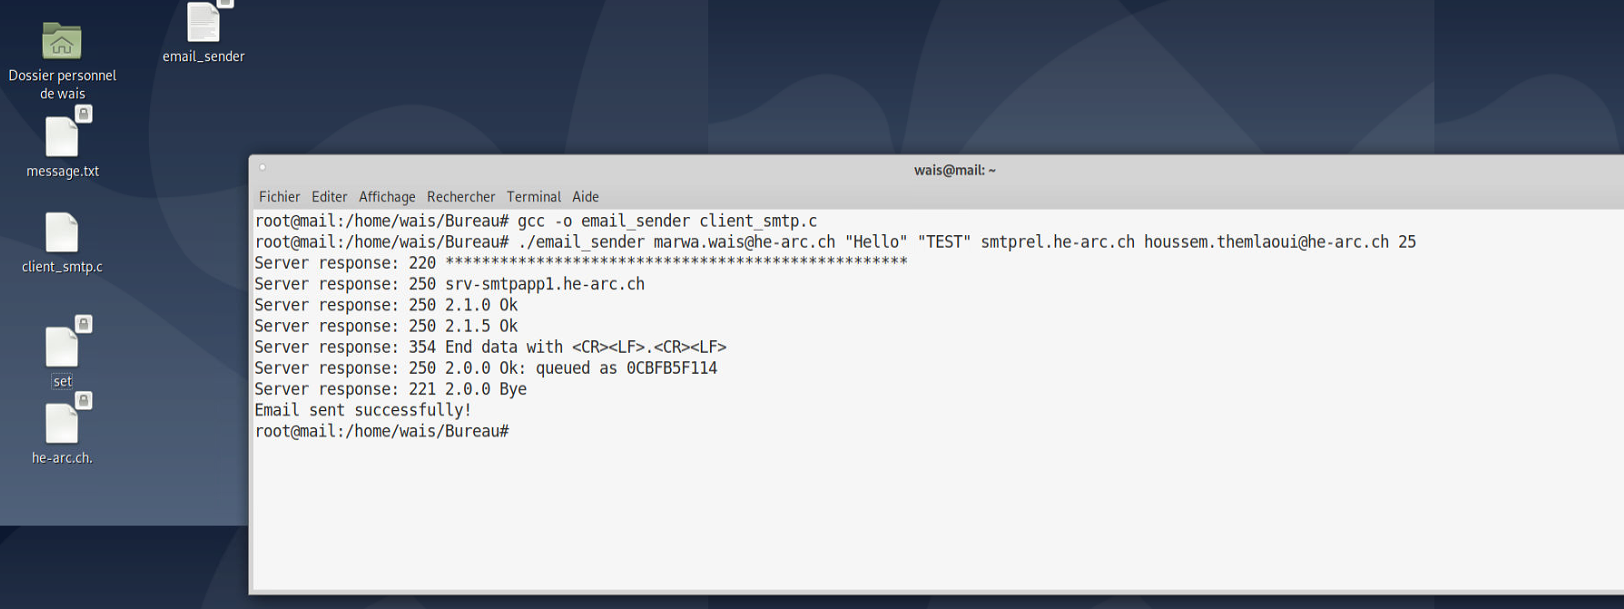 email_sender
Dossier personnel
de wais
message.txt
client_smtp.c
set
he-arc.ch.
wais@mail: ~
Fichier Editer Affichage Rechercher Terminal Aide
root@mail:/home/wais/Bureau# gcc -o email_sender client_smtp.c
root@mail:/home/wais/Bureau# ./email_sender marwa.wais@he-arc.ch "Hello" "TEST" smtprel.he-arc.ch houssem.themlaoui@he-arc.ch 25
Server response: 220 ***************************************************
Server response: 250 srv-smtpapp1.he-arc.ch
Server response: 250 2.1.0 Ok
Server response: 250 2.1.5 Ok
Server response: 354 End data with <CR><LF>.<CR><LF>
Server response: 250 2.0.0 Ok: queued as 0CBFB5F114
Server response: 221 2.0.0 Bye
Email sent successfully!
root@mail:/home/wais/Bureau#